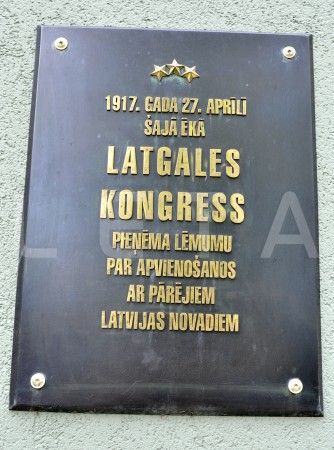 1917. GADA 27. APRĪLĪ
ŠAJĀ ĒKĀ
LATGALES
KONGRESS
PIEŅĒMA LĒMUMU
PAR APVIENOŠANOS
AR PĀRĒJIEM
LATVIJAS NOVADIEM